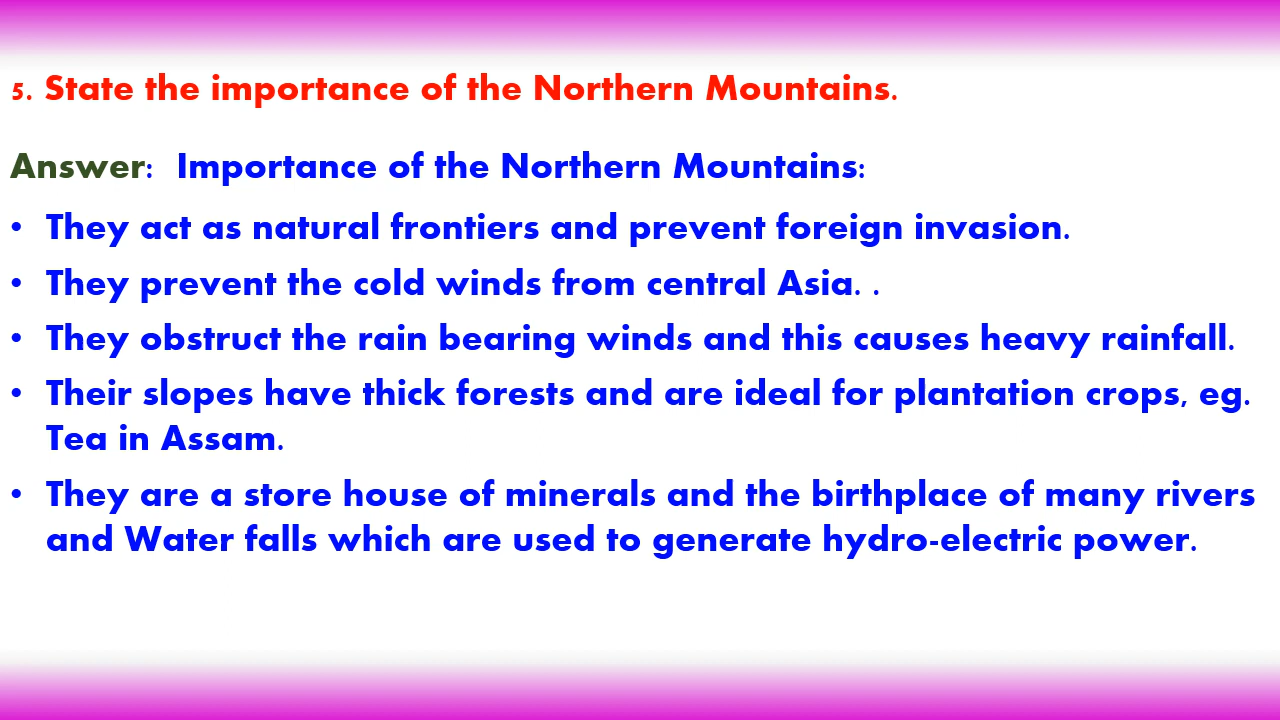 5. State the importance of the Northern Mountains.
Answer: Importance of the Northern Mountains:
• They act as natural frontiers and prevent foreign invasion.
• They prevent the cold winds from central Asia. .
• They obstruct the rain bearing winds and this causes heavy rainfall.
• Their slopes have thick forests and are ideal for plantation crops, eg.
Tea in Assam.
• They are a store house of minerals and the birthplace of many rivers
and Water falls which are used to generate hydro-electric power.